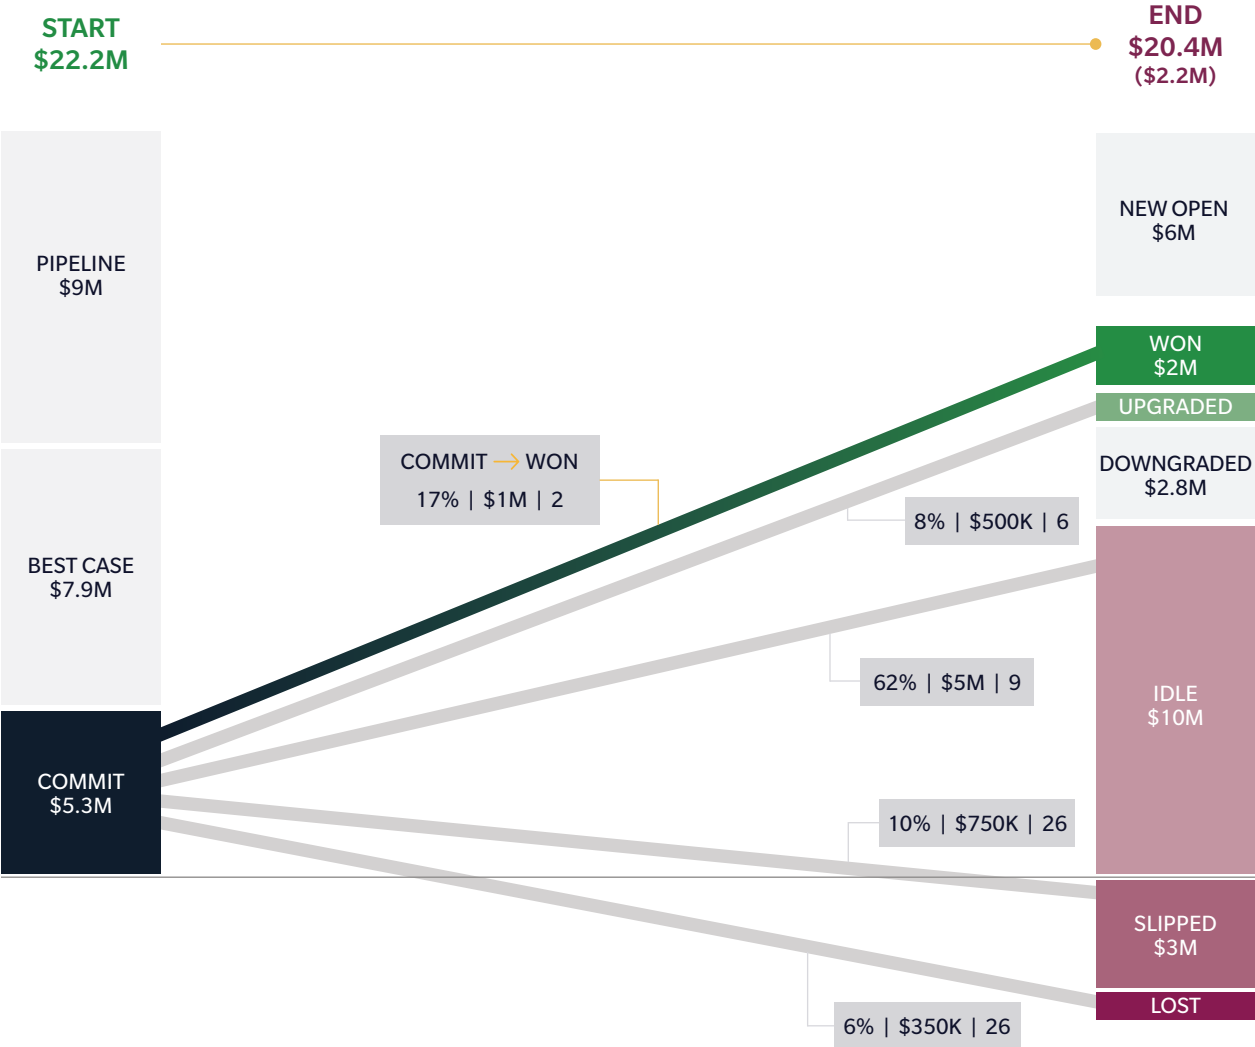 START
$22.2M
END
$20.4M
($2.2M)
PIPELINE
$9M
NEW OPEN
$6M
WON
$2M
UPGRADED
COMMIT → WON
17% | $1M | 2
DOWNGRADED
$2.8M
8% | $500K | 6
BEST CASE
$7.9M
62% | $5M | 9
IDLE
$10M
COMMIT
$5.3M
10% | $750K | 26
SLIPPED
$3M
LOST
6% | $350K | 26